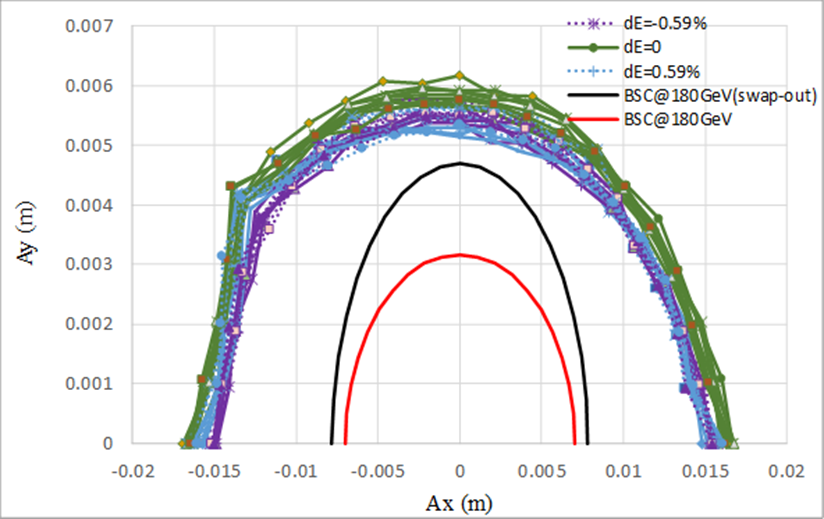 0.007
0.006
0.005
0.004
0.003
0.002
0.001
0
Ay (m)
dE=-0.59%
dE=0
dE=0.59%
BSC@180GeV(swap-out)
BSC@180GeV
-0.02 -0.015 -0.01 -0.005 0 0.005 0.01 0.015 0.02
Ax (m)